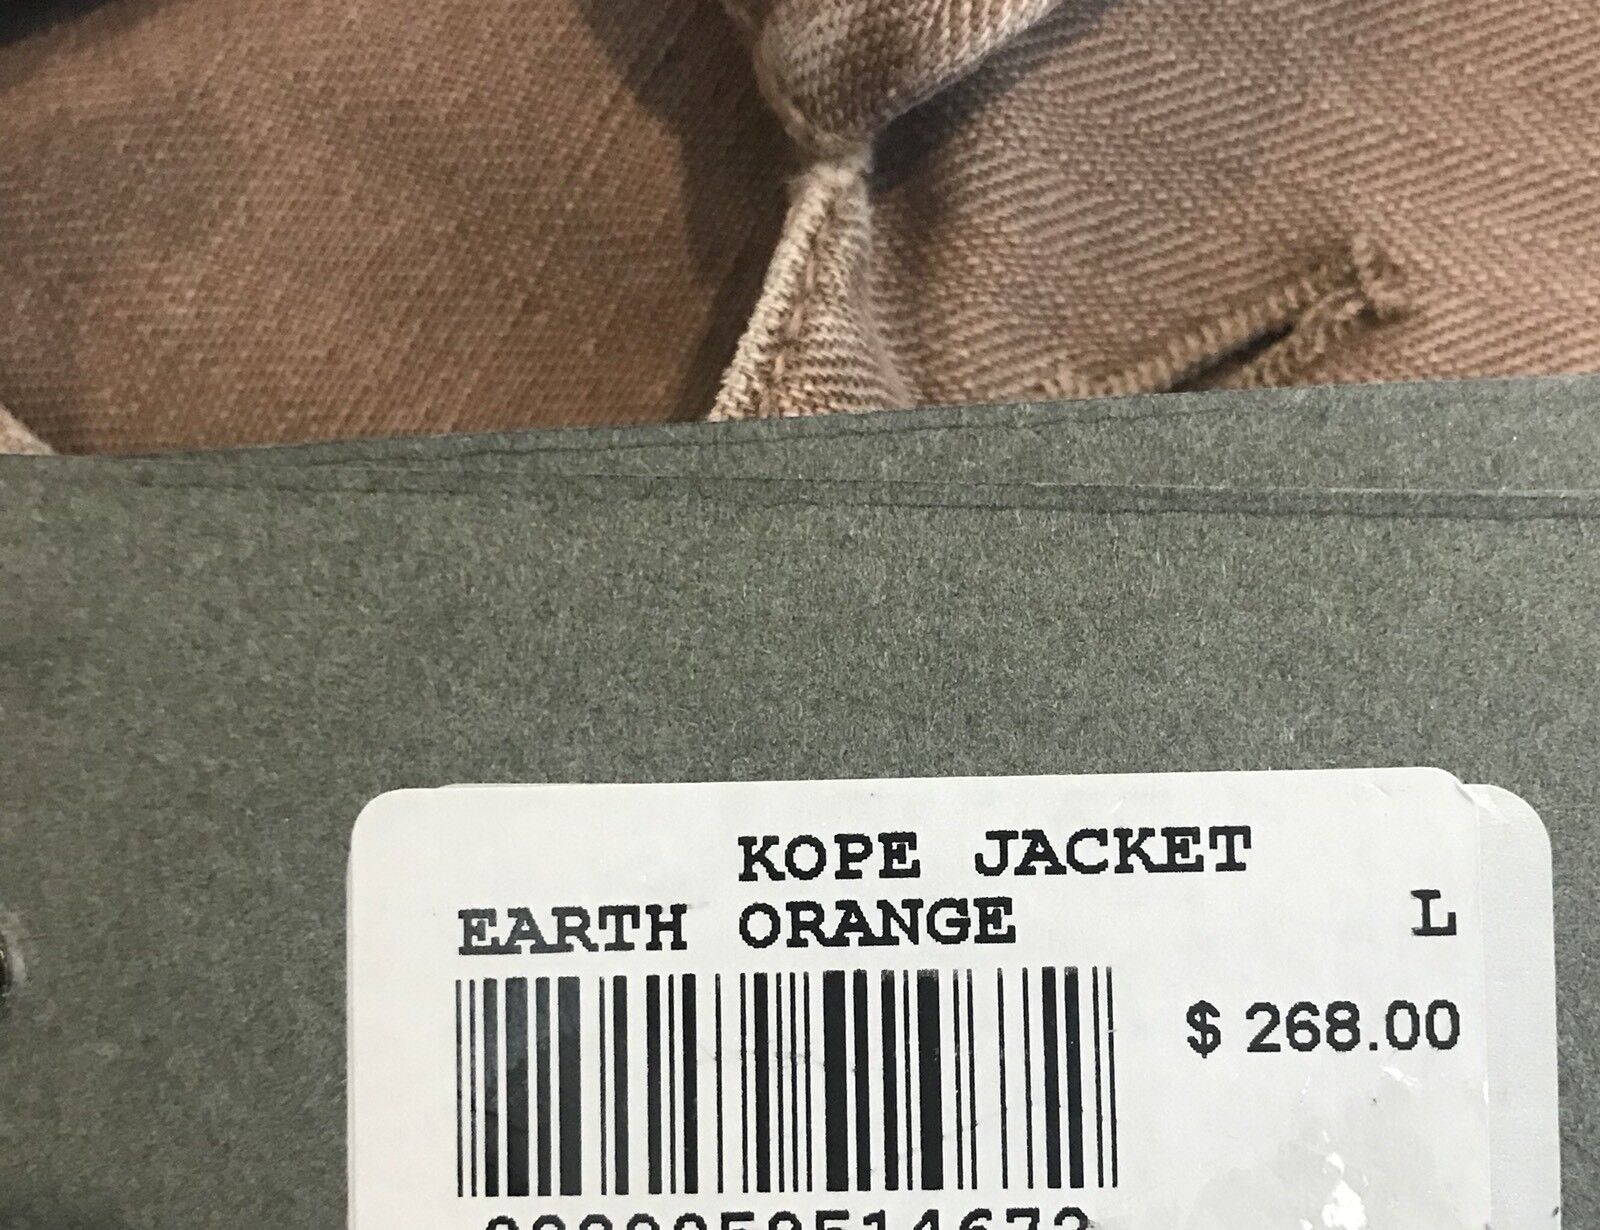 KOPE JACKET
EARTH ORANGE L
$ 268.00